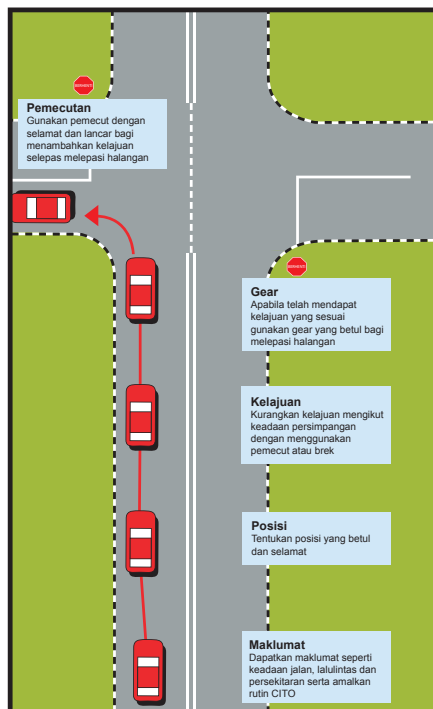 Pemecutan
Gunakan pemecut dengan
selamat dan lancar bagi
menambahkan kelajuan
selepas melepasi halangan
Gear
Apabila telah mendapat
kelajuan yang sesuai
gunakan gear yang betul bagi
melepasi halangan
Kelajuan
Kurangkan kelajuan mengikut
keadaan persimpangan
dengan menggunakan
pemecut atau brek
Posisi
Tentukan posisi yang betul
dan selamat
Maklumat
Dapatkan maklumat seperti
keadaan jalan, lalulintas dan
persekitaran serta amalkan
rutin CITO